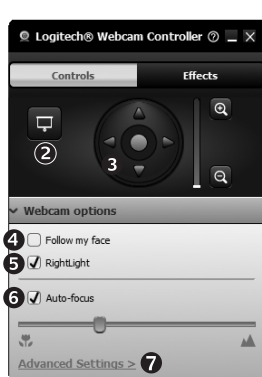 Logitech® Webcam Controller
Controls Effects
2
3
Webcam options
4 Follow my face
5 RightLight
6 Auto-focus
Advanced Settings > 7